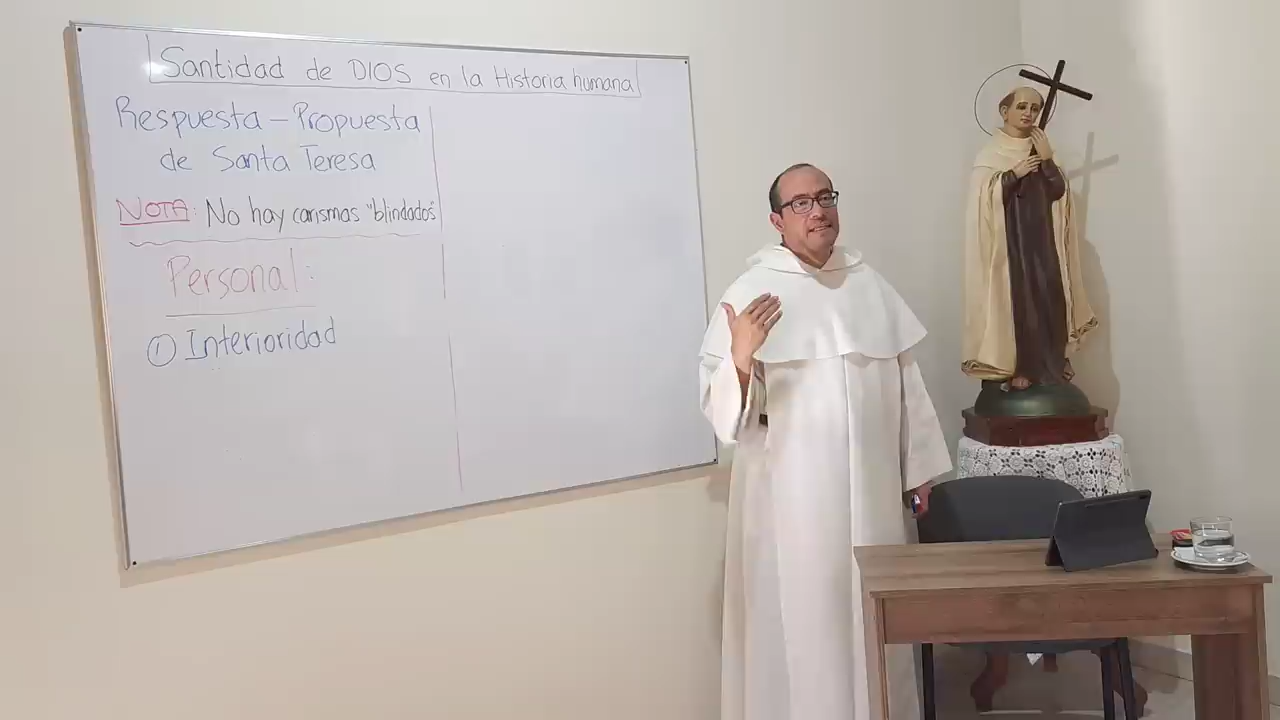 Santidad de DIOS en la Historia humana
Respuesta – Propuesta
de Santa Teresa
NOTA: No hay carismas "blindados"
Personal:
① Interioridad